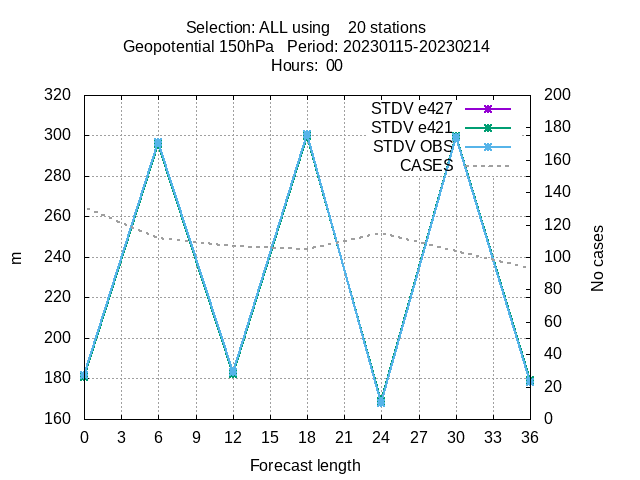 Selection: ALL using    20 stations
Geopotential 150hPa   Period: 20230115-20230214
Hours:  00
320
300
280
260
240
220
200
180
160
m
200
180
160
140
120
100
80
60
40
20
0
No cases
STDV e427
STDV e421
STDV OBS
CASES
0 3 6 9 12 15 18 21 24 27 30 33 36
Forecast length